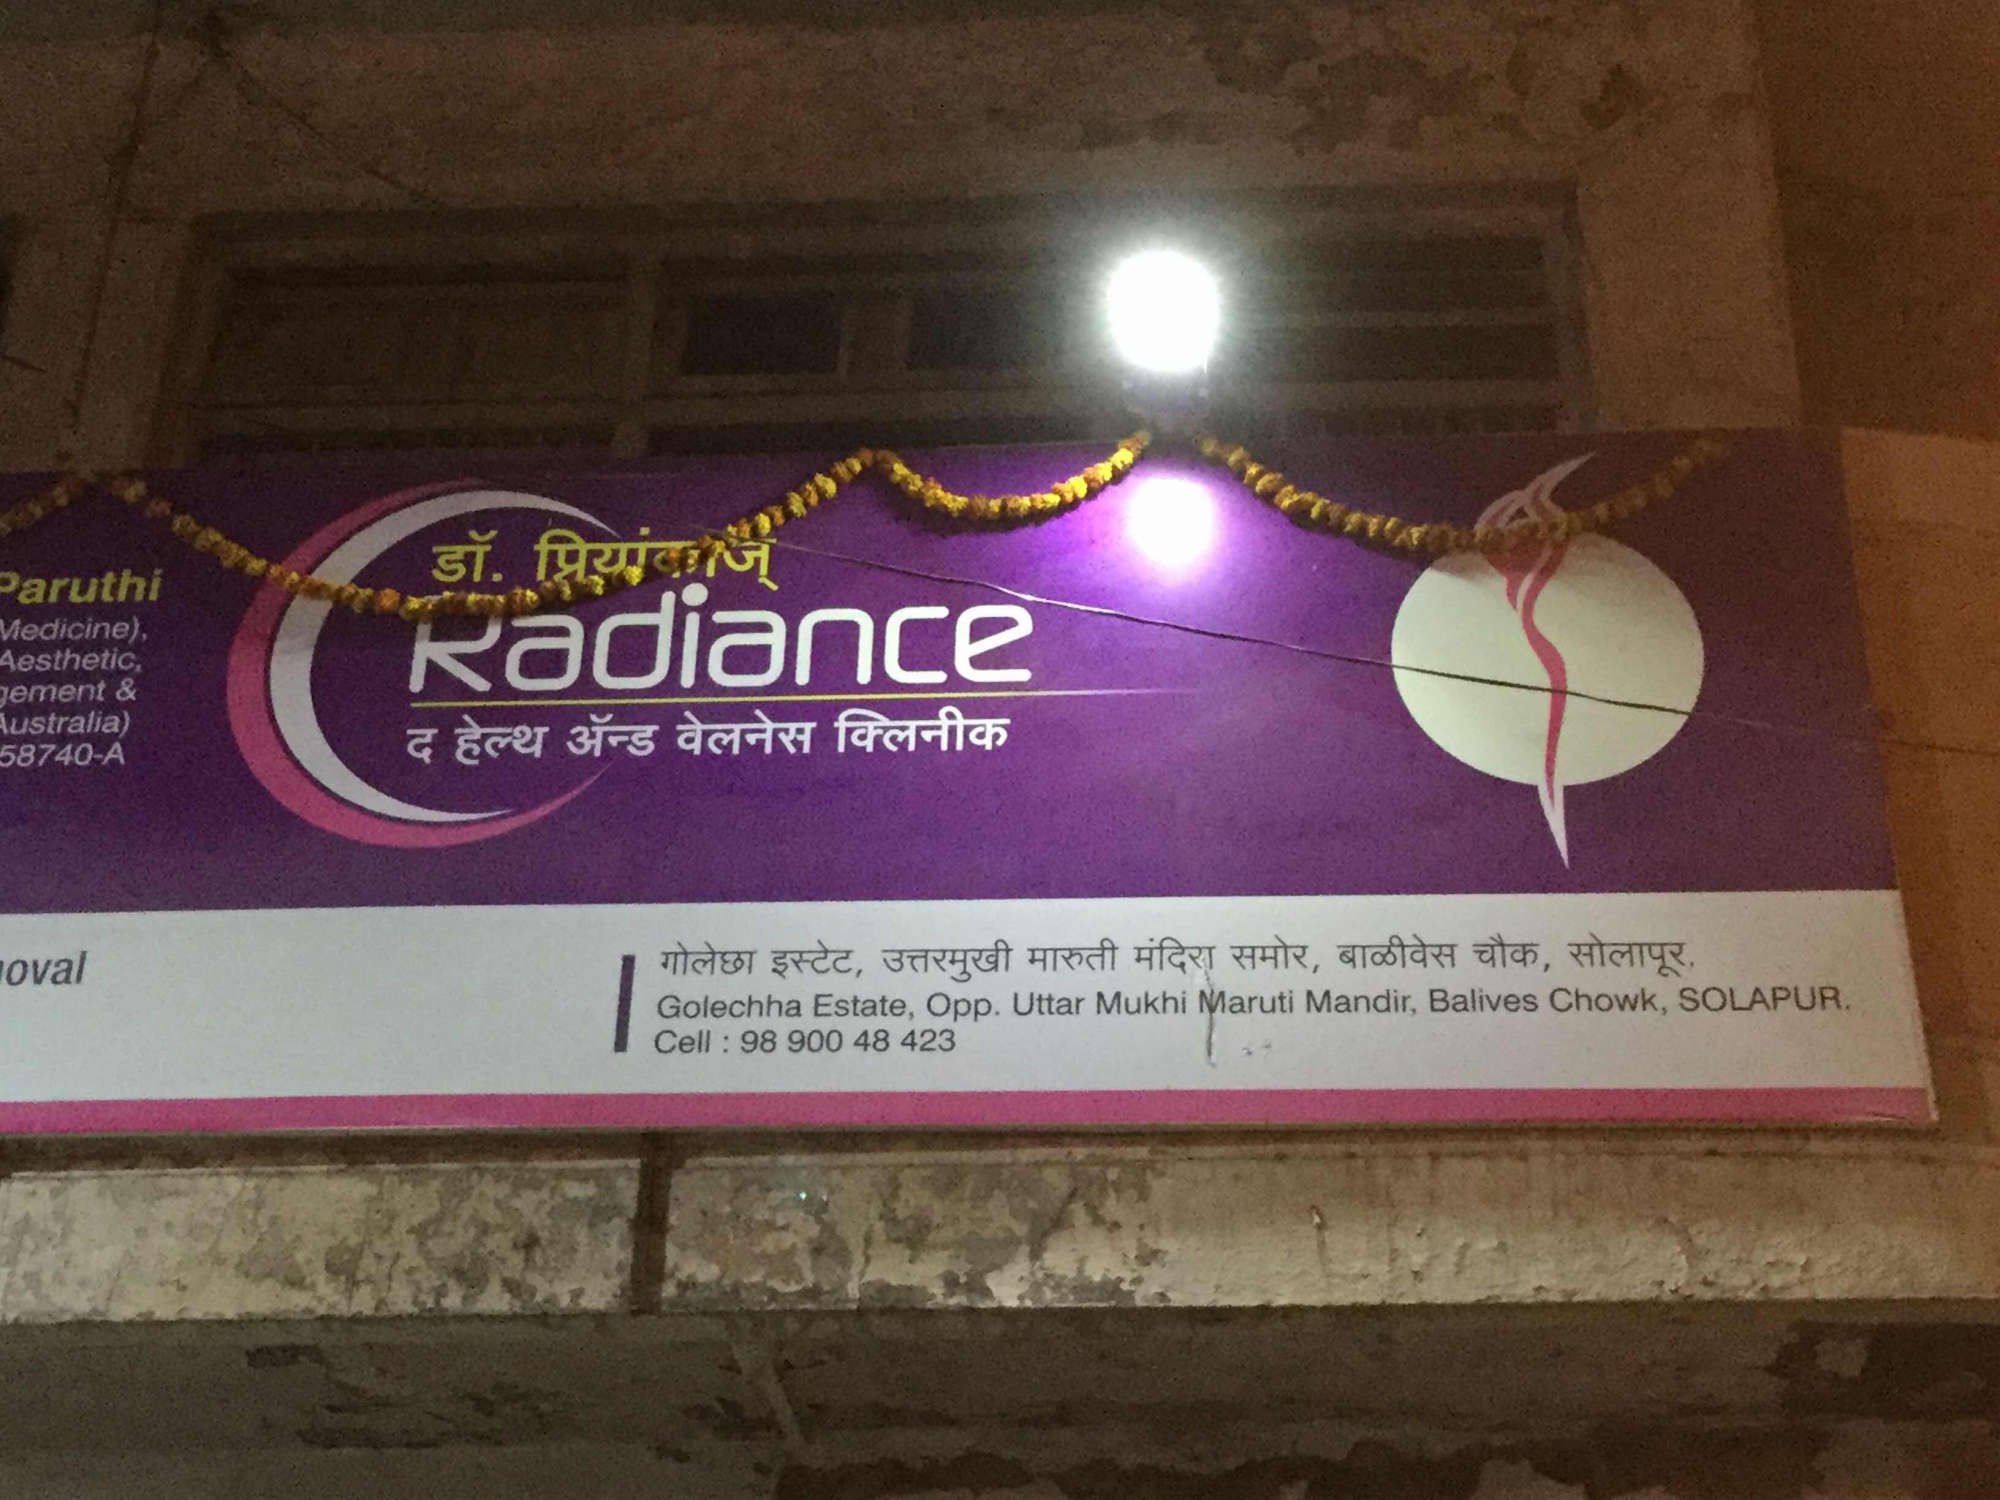 Paruthi
Medicine),
Aesthetic,
gement &
Australia)
58740-A
डॉ. प्रियांकाज्
Radiance
द हेल्थ ॲन्ड वेलनेस क्लिनीक
oval
गोलेछा इस्टेट, उत्तरमुखी मारुती मंदिरा समोर, बाळीवेस चौक, सोलापूर.
Golechha Estate, Opp. Uttar Mukhi Maruti Mandir, Balives Chowk, SOLAPUR.
Cell : 98 900 48 423